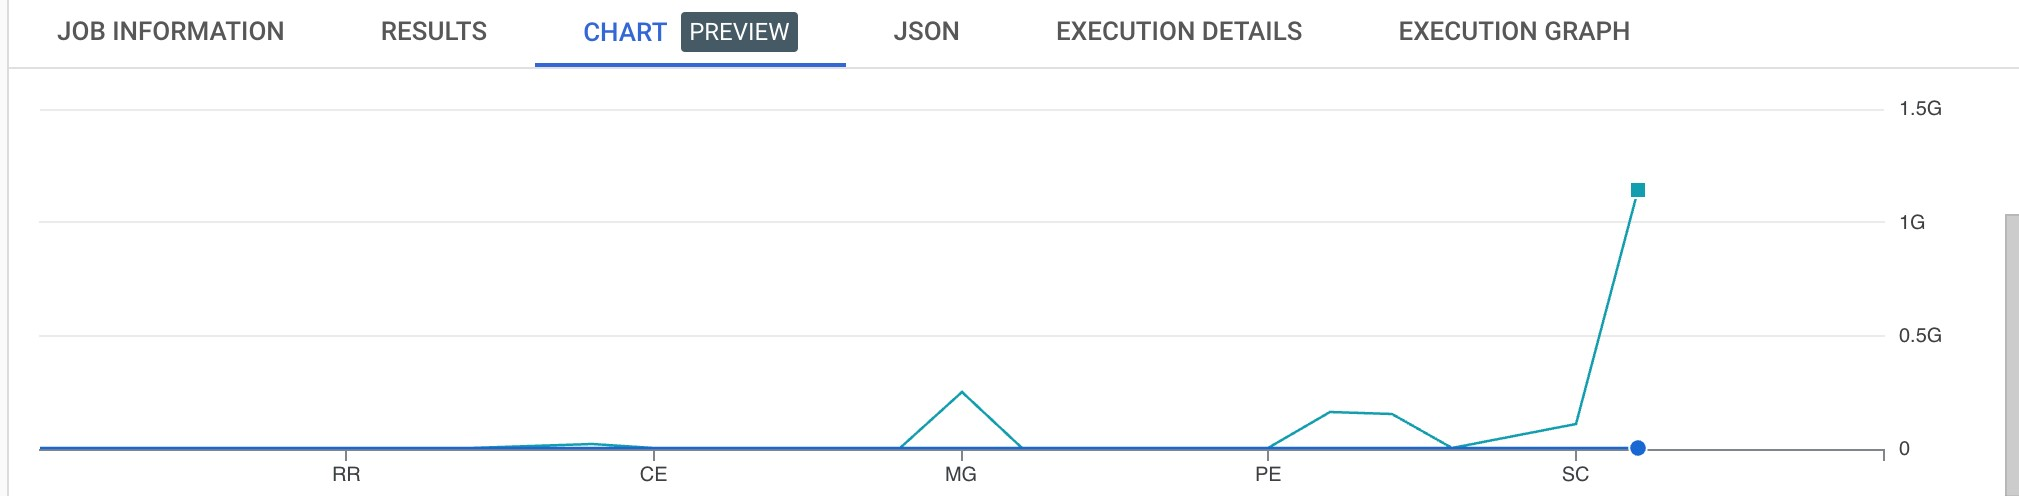 JOB INFORMATION RESULTS CHART PREVIEW JSON EXECUTION DETAILS EXECUTION GRAPH
1.5G
1G
0.5G
0
RR CE MG PE SC